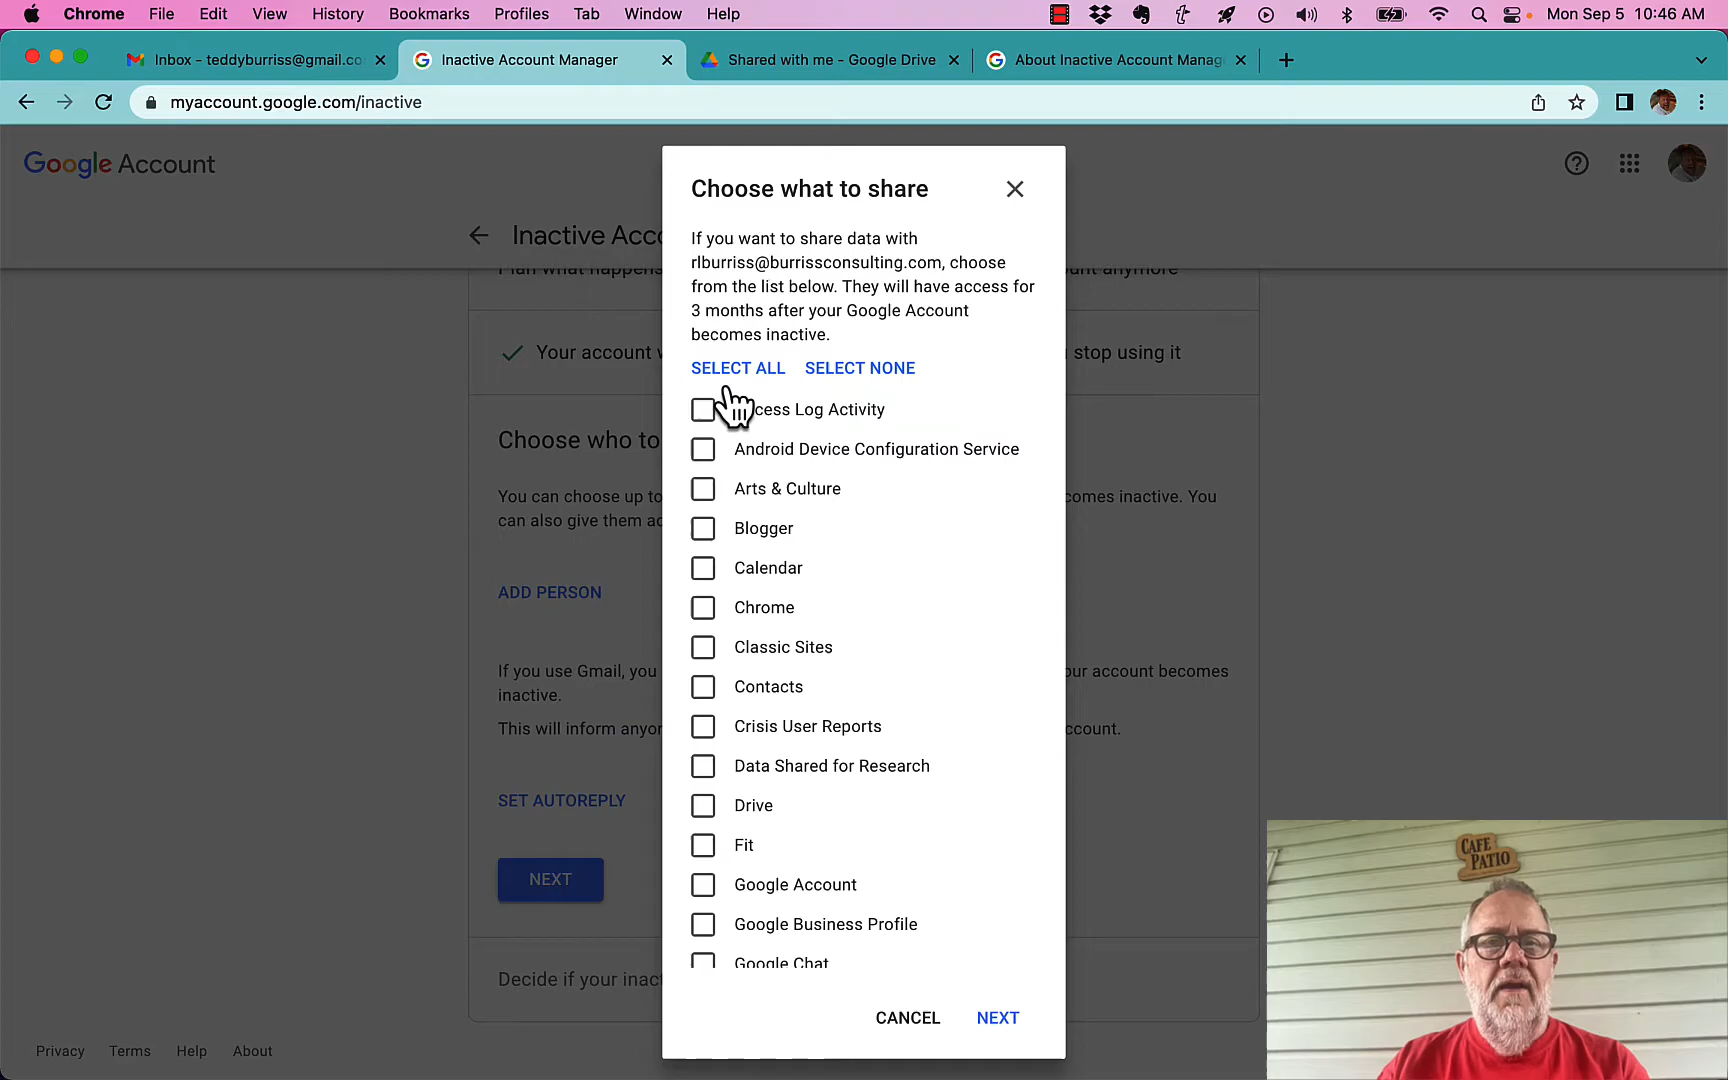 Chrome File Edit View History Bookmarks Profiles Tab Window Help Mon Sep 5 10:46 AM
Inbox - teddyburriss@gmail.co Inactive Account Manager Shared with me - Google Drive About Inactive Account Manag
myaccount.google.com/inactive
Google Account
Inactive Acco
Plan what happens ount anymore
Your account w stop using it
Choose who to
You can choose up to comes inactive. You
can also give them ac
ADD PERSON
If you use Gmail, you our account becomes
inactive.
This will inform anyon ccount.
SET AUTOREPLY
NEXT
Decide if your inact
Privacy Terms Help About
Choose what to share
If you want to share data with
rlburriss@burrissconsulting.com, choose
from the list below. They will have access for
3 months after your Google Account
becomes inactive.
SELECT ALL SELECT NONE
cess Log Activity
Android Device Configuration Service
Arts & Culture
Blogger
Calendar
Chrome
Classic Sites
Contacts
Crisis User Reports
Data Shared for Research
Drive
Fit
Google Account
Google Business Profile
Google Chat
CANCEL NEXT
CAFE
PATIO